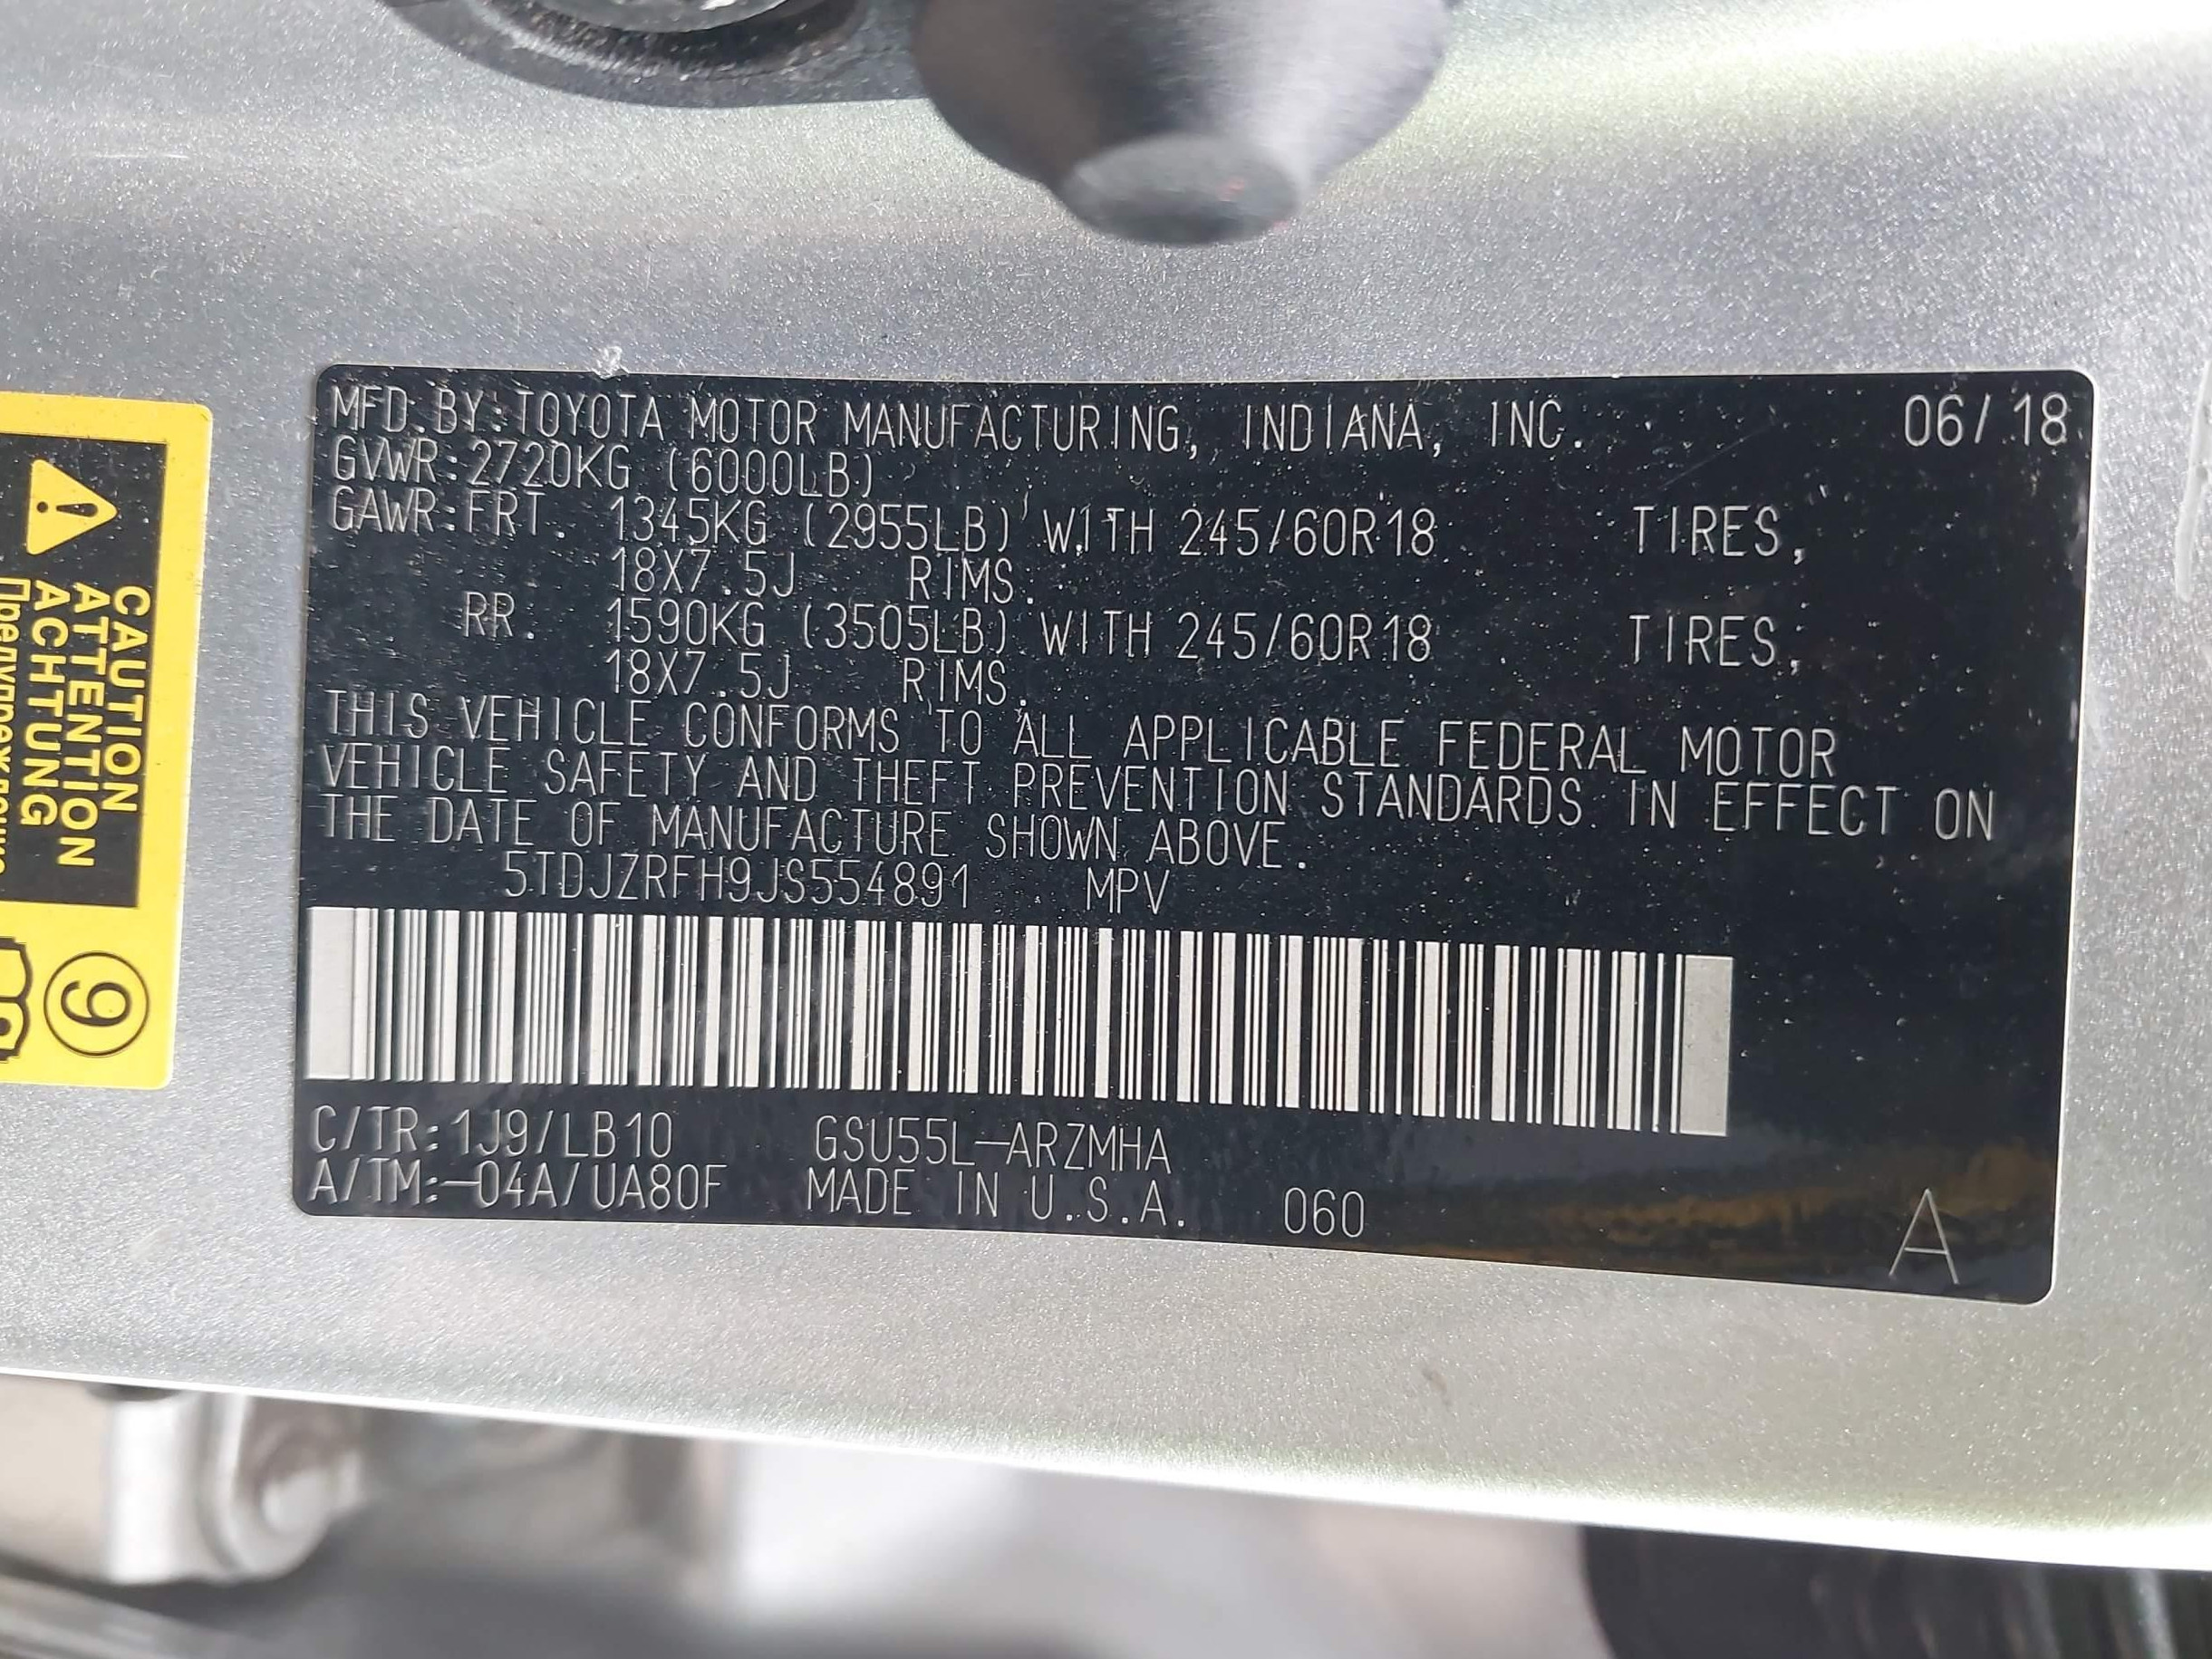 MFD. BY: TOYOTA MOTOR MANUFACTURING, INDIANA, INC. 06/18
GVWR: 2720KG (6000LB)
GAWR: FRT. 1345KG (2955LB) WITH 245/60R18 TIRES,
18X7.5J RIMS.
RR. 1590KG (3505LB) WITH 245/60R18 TIRES,
18X7.5J RIMS.
THIS VEHICLE CONFORMS TO ALL APPLICABLE FEDERAL MOTOR
VEHICLE SAFETY AND THEFT PREVENTION STANDARDS IN EFFECT ON
THE DATE OF MANUFACTURE SHOWN ABOVE.
5TDJZRFH9JS554891 MPV
C/TR: 1J9/LB10 GSU55L-ARZMHA
A/TM: -04A/UA80F MADE IN U.S.A. 060 A
CAUTION
ATTENTION
ACHTUNG
9